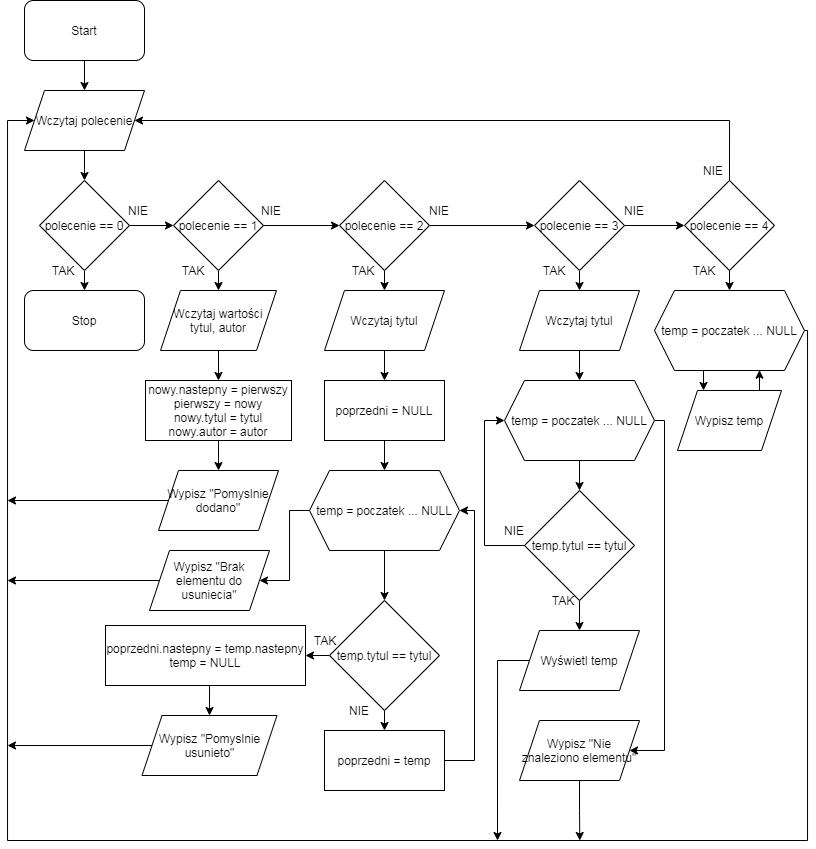 Start
Wczytaj polecenie
NIE
polecenie == 0
NIE
polecenie == 1
NIE
polecenie == 2
NIE
polecenie == 3
NIE
polecenie == 4
TAK
TAK
TAK
TAK
TAK
Stop
Wczytaj wartości
tytul, autor
Wczytaj tytul
Wczytaj tytul
temp = poczatek ... NULL
nowy.nastepny = pierwszy
pierwszy = nowy
nowy.tytul = tytul
nowy.autor = autor
poprzedni = NULL
temp = poczatek ... NULL
Wypisz temp
Wypisz "Pomyslnie
dodano"
temp = poczatek ... NULL
NIE
temp.tytul == tytul
TAK
Wypisz "Brak
elementu do
usuniecia"
poprzedni.nastepny = temp.nastepny
temp = NULL
TAK
temp.tytul == tytul
NIE
Wyświetl temp
Wypisz "Pomyslnie
usunieto"
poprzedni = temp
Wypisz "Nie
znaleziono elementu"